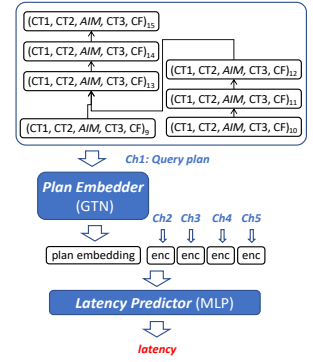 (CT1, CT2, AIM, CT3, CF)15
(CT1, CT2, AIM, CT3, CF)14
(CT1, CT2, AIM, CT3, CF)13
(CT1, CT2, AIM, CT3, CF)12
(CT1, CT2, AIM, CT3, CF)11
(CT1, CT2, AIM, CT3, CF)9
(CT1, CT2, AIM, CT3, CF)10
Ch1: Query plan
Plan Embedder
(GTN)
Ch2 Ch3 Ch4 Ch5
plan embedding enc enc enc enc
Latency Predictor (MLP)
latency